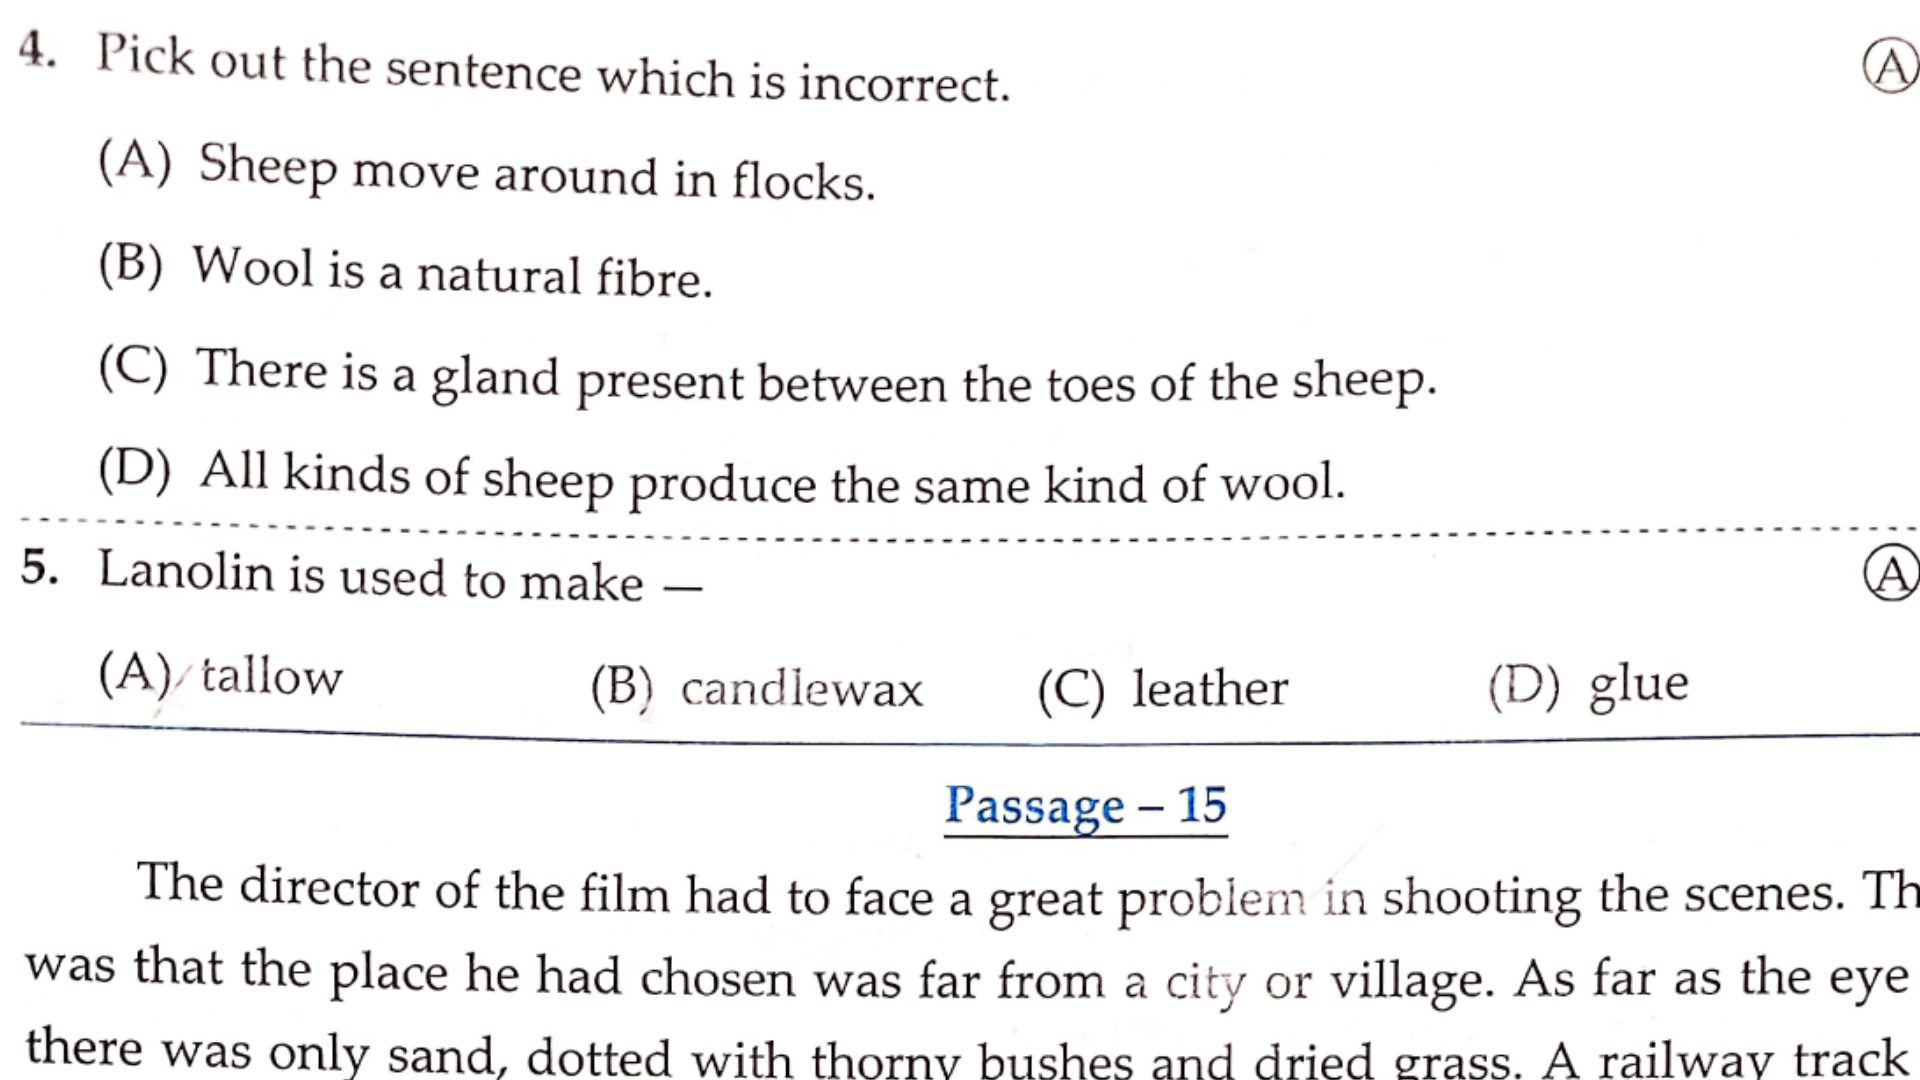 4. Pick out the sentence which is incorrect. Ⓐ
(A) Sheep move around in flocks.
(B) Wool is a natural fibre.
(C) There is a gland present between the toes of the sheep.
(D) All kinds of sheep produce the same kind of wool.
5. Lanolin is used to make — Ⓐ
(A) tallow (B) candlewax (C) leather (D) glue
Passage – 15
The director of the film had to face a great problem in shooting the scenes. Th
was that the place he had chosen was far from a city or village. As far as the eye
there was only sand, dotted with thorny bushes and dried grass. A railway track